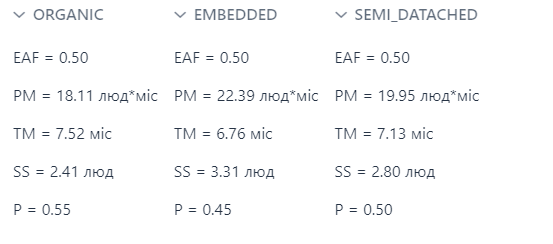 ORGANIC EMBEDDED SEMI_DATACHED
EAF = 0.50 EAF = 0.50 EAF = 0.50
PM = 18.11 люд*міс PM = 22.39 люд*міс PM = 19.95 люд*міс
TM = 7.52 міс TM = 6.76 міс TM = 7.13 міс
SS = 2.41 люд SS = 3.31 люд SS = 2.80 люд
P = 0.55 P = 0.45 P = 0.50